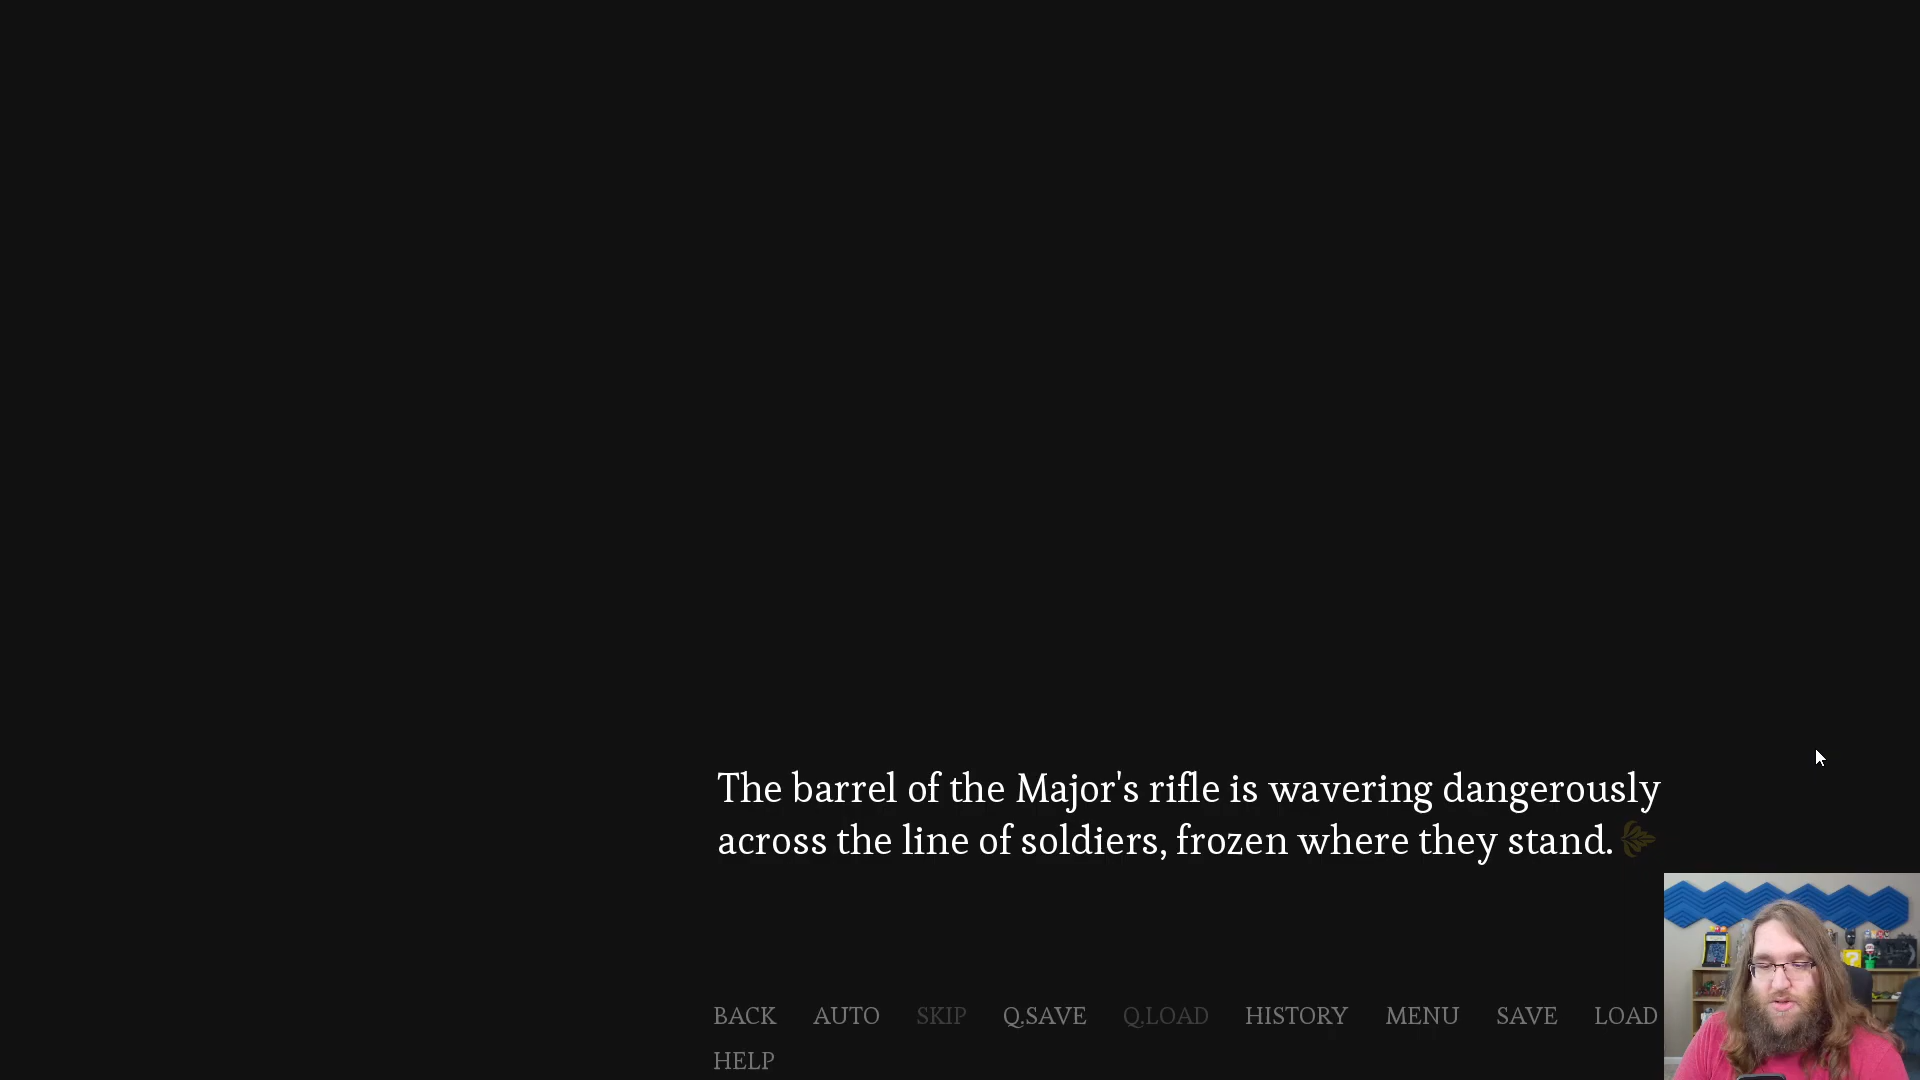 The barrel of the Major's rifle is wavering dangerously
across the line of soldiers, frozen where they stand.
BACK AUTO SKIP Q.SAVE Q.LOAD HISTORY MENU SAVE LOAD
HELP